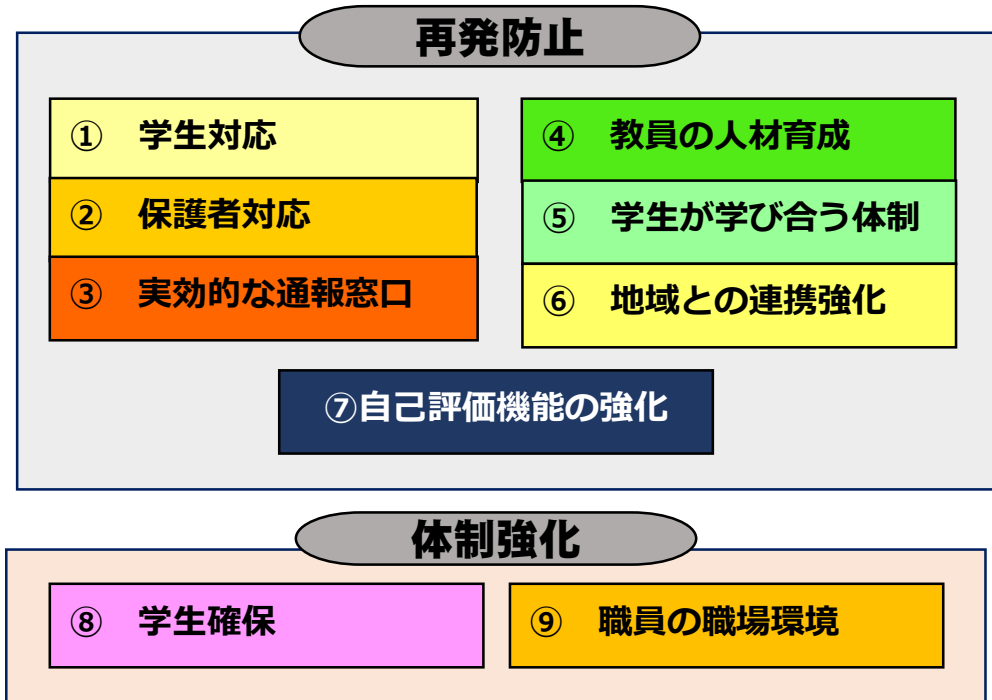 再発防止
① 学生対応
② 保護者対応
③ 実効的な通報窓口
④ 教員の人材育成
⑤ 学生が学び合う体制
⑥ 地域との連携強化
⑦自己評価機能の強化
体制強化
⑧ 学生確保
⑨ 職員の職場環境